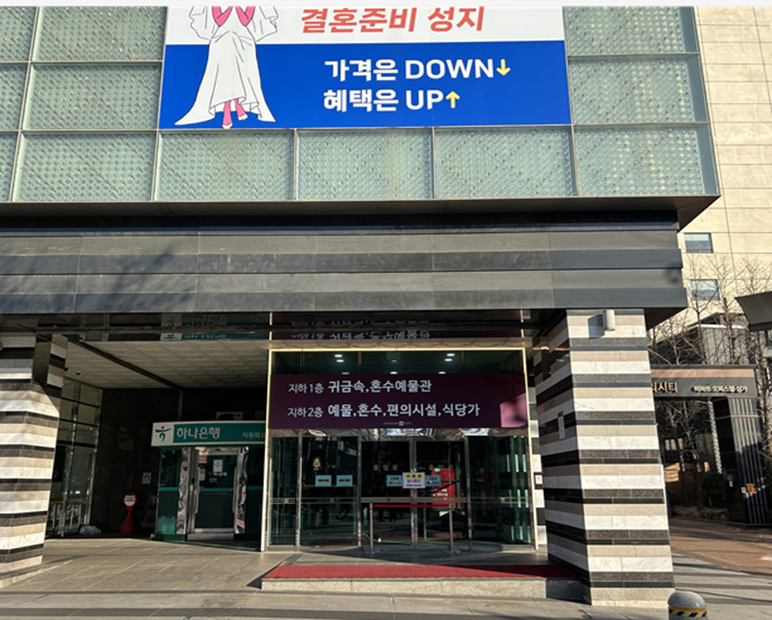 결혼준비 성지
가격은 DOWN↓
혜택은 UP↑
지하 1층 귀금속,혼수예물관
지하 2층 예물,혼수,편의시설,식당가
하나은행
시티